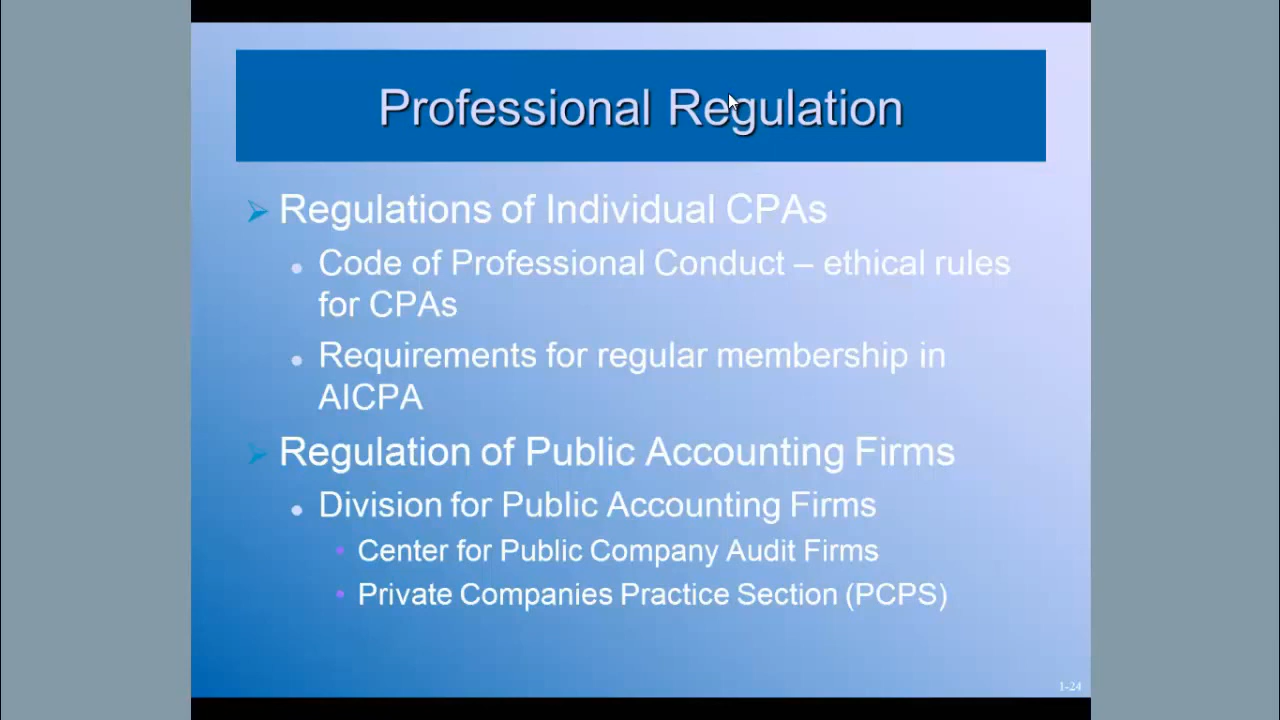 Professional Regulation
Regulations of Individual CPAs
Code of Professional Conduct – ethical rules
for CPAs
Requirements for regular membership in
AICPA
Regulation of Public Accounting Firms
Division for Public Accounting Firms
Center for Public Company Audit Firms
Private Companies Practice Section (PCPS)
1-24